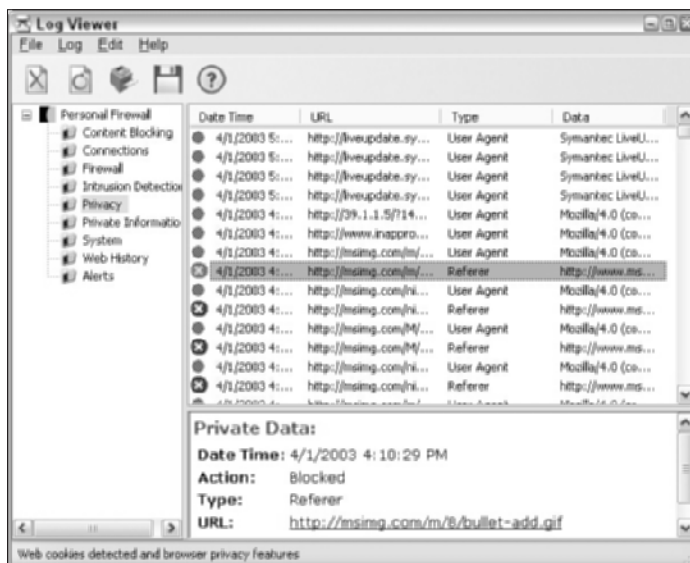 Log Viewer
File Log Edit Help
Personal Firewall
Content Blocking
Connections
Firewall
Intrusion Detection
Privacy
Private Informatio
System
Web History
Alerts
Date Time URL Type Data
4/1/2003 5:... http://liveupdate.sy... User Agent Symantec LiveU...
4/1/2003 5:... http://liveupdate.sy... User Agent Symantec LiveU...
4/1/2003 5:... http://liveupdate.sy... User Agent Symantec LiveU...
4/1/2003 5:... http://liveupdate.sy... User Agent Symantec LiveU...
4/1/2003 4:... http://39.1.1.5/?14... User Agent Mozilla/4.0 (co...
4/1/2003 4:... http://www.inappro... User Agent Mozilla/4.0 (co...
4/1/2003 4:... http://msimg.com/m/... User Agent Mozilla/4.0 (co...
4/1/2003 4:... http://msimg.com/m/... Referer http://www.ms...
4/1/2003 4:... http://msimg.com/ni... User Agent Mozilla/4.0 (co...
4/1/2003 4:... http://msimg.com/ni... Referer http://www.ms...
4/1/2003 4:... http://msimg.com/M/... User Agent Mozilla/4.0 (co...
4/1/2003 4:... http://msimg.com/M/... Referer http://www.ms...
4/1/2003 4:... http://msimg.com/ni... User Agent Mozilla/4.0 (co...
4/1/2003 4:... http://msimg.com/ni... Referer http://www.ms...
Private Data:
Date Time: 4/1/2003 4:10:29 PM
Action: Blocked
Type: Referer
URL: http://msimg.com/m/8/bullet-add.gif
Web cookies detected and browser privacy features